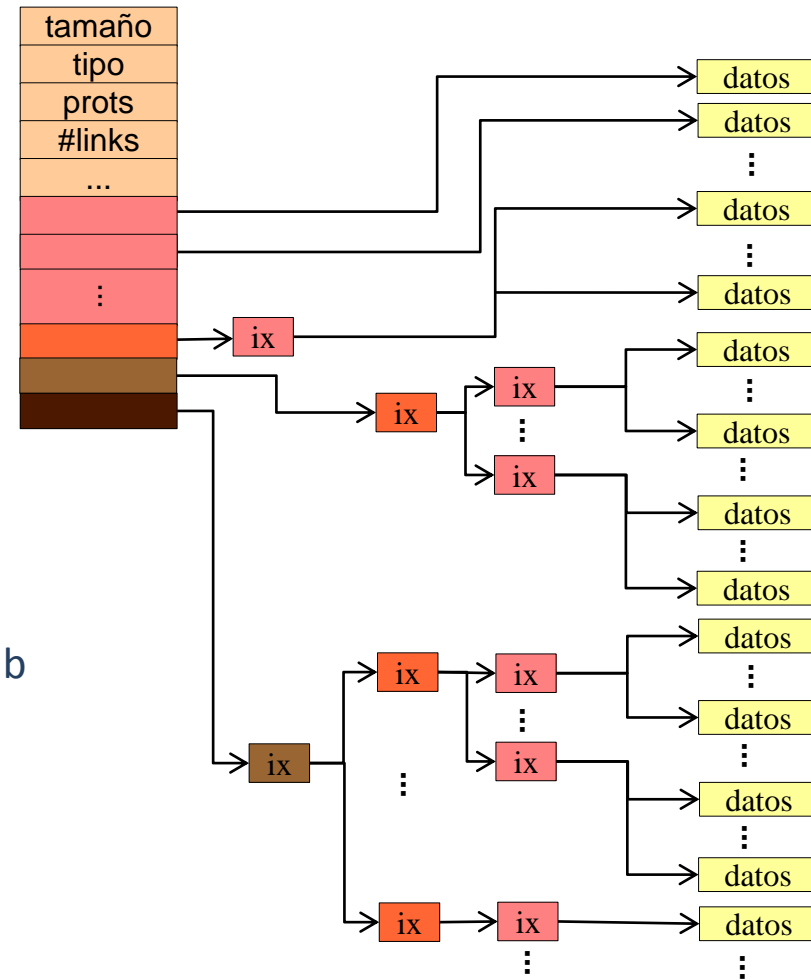 tamaño
tipo
prots
#links
...
datos
datos
⋮
datos
⋮
datos
⋮
ix
datos
⋮
ix
ix
⋮
datos
⋮
ix
datos
⋮
datos
b
datos
⋮
ix
ix
⋮
datos
⋮
ix
ix
⋮
datos
⋮
datos
ix
ix
datos
⋮
⋮